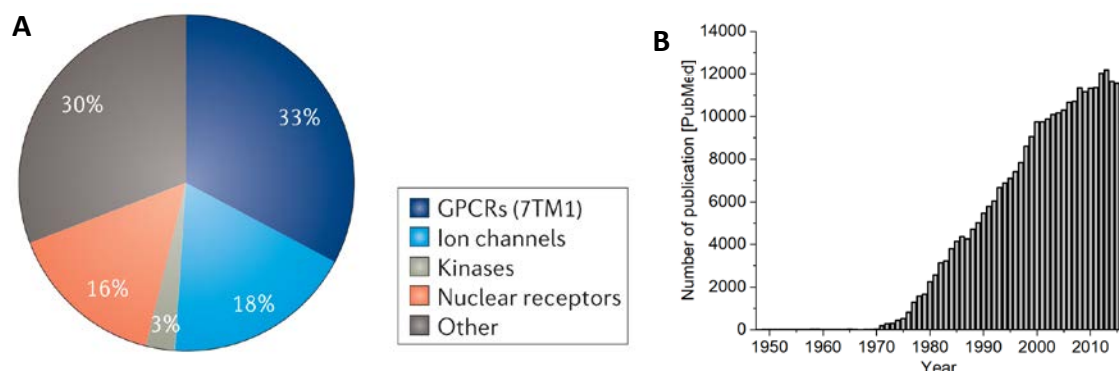 A
30%
33%
16%
3%
18%
GPCRs (7TM1)
Ion channels
Kinases
Nuclear receptors
Other
B
Number of publication [PubMed]
14000
12000
10000
8000
6000
4000
2000
0
1950 1960 1970 1980 1990 2000 2010
Year